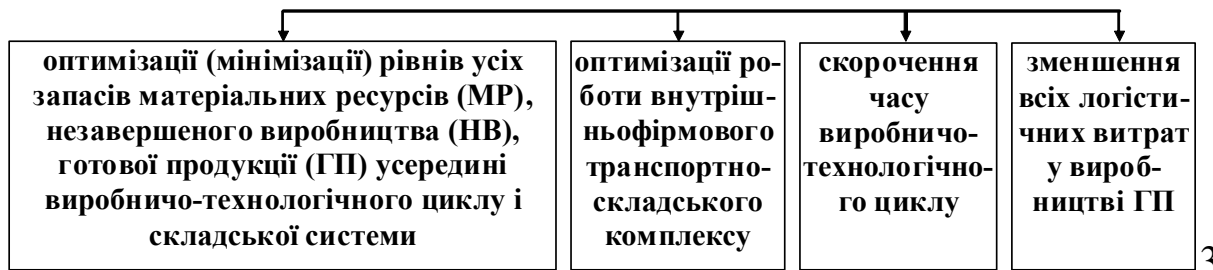 оптимізації (мінімізації) рівнів усіх
запасів матеріальних ресурсів (МР),
незавершеного виробництва (НВ),
готової продукції (ГП) усередині
виробничо-технологічного циклу і
складської системи
оптимізації ро-
боти внутріш-
ньофірмового
транспортно-
складського
комплексу
скорочення
часу
виробничо-
технологічно-
го циклу
зменшення
всіх логісти-
чних витрат
у вироб-
ництві ГП